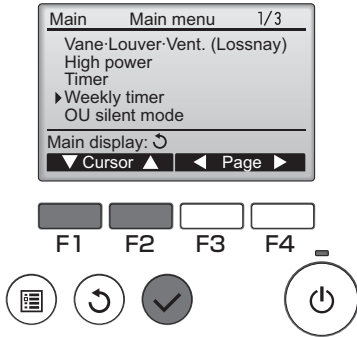 Main Main menu 1/3
Vane·Louver·Vent. (Lossnay)
High power
Timer
Weekly timer
OU silent mode
Main display:
Cursor Page
F1 F2 F3 F4